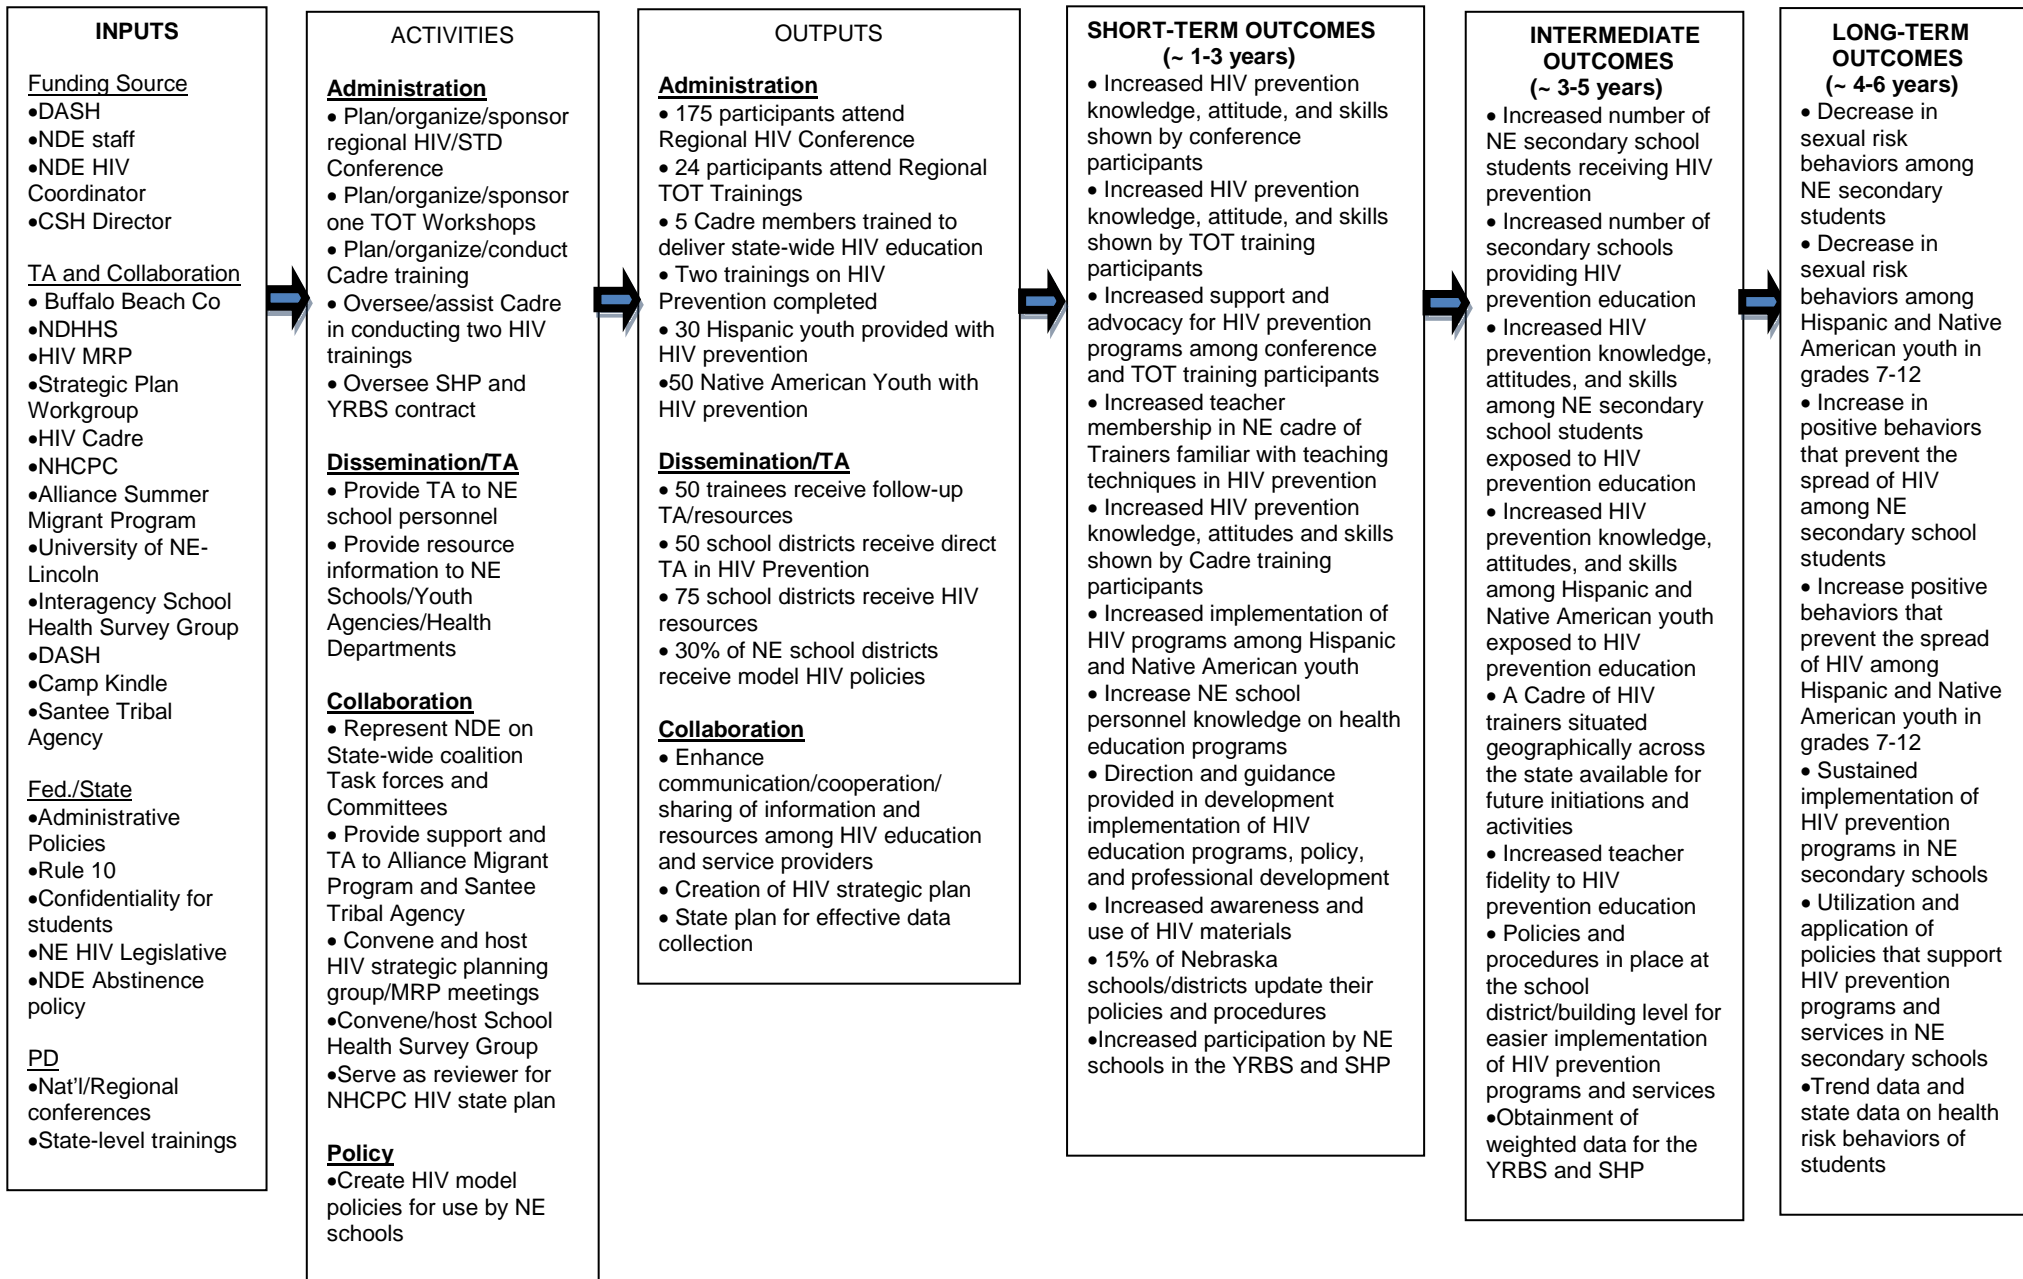 INPUTS
Funding Source
•DASH
•NDE staff
•NDE HIV
Coordinator
•CSH Director
TA and Collaboration
• Buffalo Beach Co
•NDHHS
•HIV MRP
•Strategic Plan
Workgroup
•HIV Cadre
•NHCPC
•Alliance Summer
Migrant Program
•University of NE-
Lincoln
•Interagency School
Health Survey Group
•DASH
•Camp Kindle
•Santee Tribal
Agency
Fed./State
•Administrative
Policies
•Rule 10
•Confidentiality for
students
•NE HIV Legislative
•NDE Abstinence
policy
PD
•Nat'l/Regional
conferences
•State-level trainings
ACTIVITIES
Administration
• Plan/organize/sponsor
regional HIV/STD
Conference
• Plan/organize/sponsor
one TOT Workshops
• Plan/organize/conduct
Cadre training
• Oversee/assist Cadre
in conducting two HIV
trainings
• Oversee SHP and
YRBS contract
Dissemination/TA
• Provide TA to NE
school personnel
• Provide resource
information to NE
Schools/Youth
Agencies/Health
Departments
Collaboration
• Represent NDE on
State-wide coalition
Task forces and
Committees
• Provide support and
TA to Alliance Migrant
Program and Santee
Tribal Agency
• Convene and host
HIV strategic planning
group/MRP meetings
•Convene/host School
Health Survey Group
•Serve as reviewer for
NHCPC HIV state plan
Policy
•Create HIV model
policies for use by NE
schools
OUTPUTS
Administration
• 175 participants attend
Regional HIV Conference
• 24 participants attend Regional
TOT Trainings
• 5 Cadre members trained to
deliver state-wide HIV education
• Two trainings on HIV
Prevention completed
• 30 Hispanic youth provided with
HIV prevention
•50 Native American Youth with
HIV prevention
Dissemination/TA
• 50 trainees receive follow-up
TA/resources
• 50 school districts receive direct
TA in HIV Prevention
• 75 school districts receive HIV
resources
• 30% of NE school districts
receive model HIV policies
Collaboration
• Enhance
communication/cooperation/
sharing of information and
resources among HIV education
and service providers
• Creation of HIV strategic plan
• State plan for effective data
collection
SHORT-TERM OUTCOMES
(~ 1-3 years)
• Increased HIV prevention
knowledge, attitude, and skills
shown by conference
participants
• Increased HIV prevention
knowledge, attitude, and skills
shown by TOT training
participants
• Increased support and
advocacy for HIV prevention
programs among conference
and TOT training participants
• Increased teacher
membership in NE cadre of
Trainers familiar with teaching
techniques in HIV prevention
• Increased HIV prevention
knowledge, attitudes and skills
shown by Cadre training
participants
• Increased implementation of
HIV programs among Hispanic
and Native American youth
• Increase NE school
personnel knowledge on health
education programs
• Direction and guidance
provided in development
implementation of HIV
education programs, policy,
and professional development
• Increased awareness and
use of HIV materials
• 15% of Nebraska
schools/districts update their
policies and procedures
•Increased participation by NE
schools in the YRBS and SHP
INTERMEDIATE
OUTCOMES
(~ 3-5 years)
• Increased number of
NE secondary school
students receiving HIV
prevention
• Increased number of
secondary schools
providing HIV
prevention education
• Increased HIV
prevention knowledge,
attitudes, and skills
among NE secondary
school students
exposed to HIV
prevention education
• Increased HIV
prevention knowledge,
attitudes, and skills
among Hispanic and
Native American youth
exposed to HIV
prevention education
• A Cadre of HIV
trainers situated
geographically across
the state available for
future initiations and
activities
• Increased teacher
fidelity to HIV
prevention education
• Policies and
procedures in place at
the school
district/building level for
easier implementation
of HIV prevention
programs and services
•Obtainment of
weighted data for the
YRBS and SHP
LONG-TERM
OUTCOMES
(~ 4-6 years)
• Decrease in
sexual risk
behaviors among
NE secondary
students
• Decrease in
sexual risk
behaviors among
Hispanic and Native
American youth in
grades 7-12
• Increase in
positive behaviors
that prevent the
spread of HIV
among NE
secondary school
students
• Increase positive
behaviors that
prevent the spread
of HIV among
Hispanic and Native
American youth in
grades 7-12
• Sustained
implementation of
HIV prevention
programs in NE
secondary schools
• Utilization and
application of
policies that support
HIV prevention
programs and
services in NE
secondary schools
•Trend data and
state data on health
risk behaviors of
students